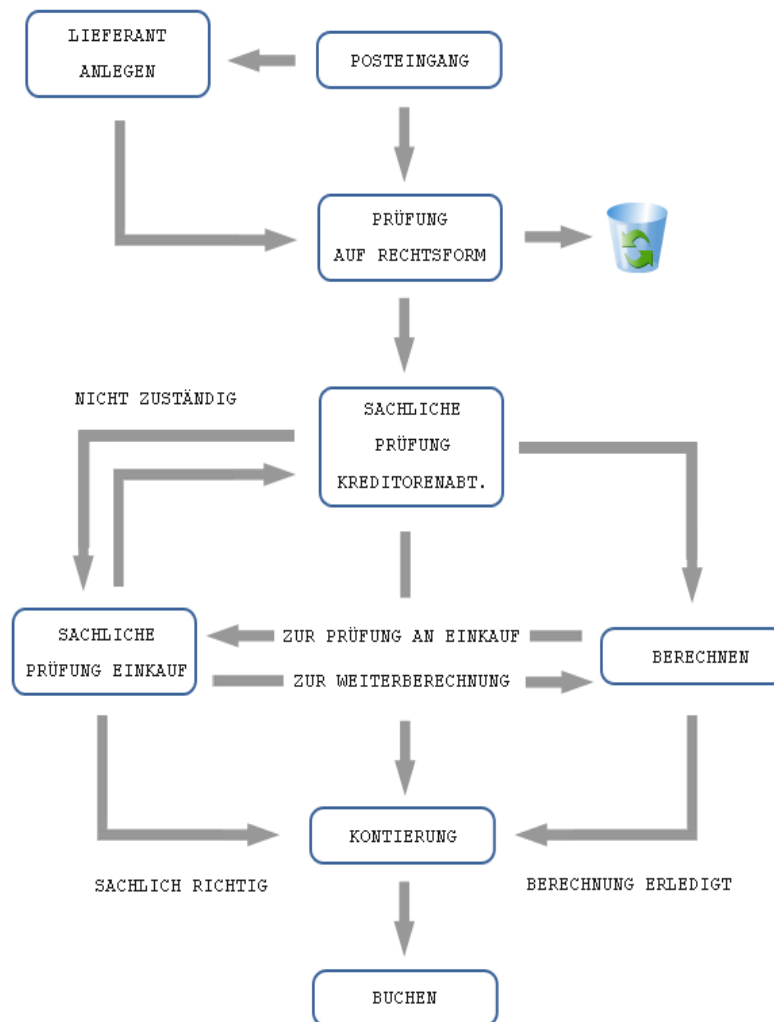 LIEFERANT
ANLEGEN
POSTEINGANG
PRÜFUNG
AUF RECHTSFORM
NICHT ZUSTÄNDIG
SACHLICHE
PRÜFUNG
KREDITORENABT.
SACHLICHE
PRÜFUNG EINKAUF
ZUR PRÜFUNG AN EINKAUF
ZUR WEITERBERECHNUNG
BERECHNEN
KONTIERUNG
SACHLICH RICHTIG
BERECHNUNG ERLEDIGT
BUCHEN